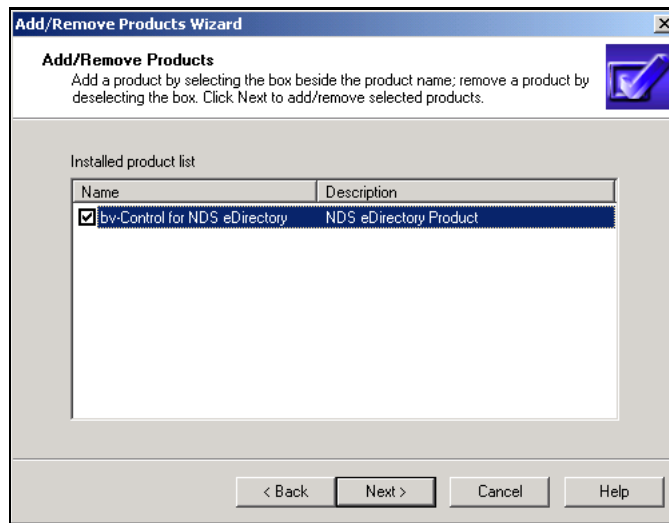 Add/Remove Products Wizard
Add/Remove Products
Add a product by selecting the box beside the product name; remove a product by
deselecting the box. Click Next to add/remove selected products.
Installed product list
Name Description
bv-Control for NDS eDirectory NDS eDirectory Product
< Back Next > Cancel Help